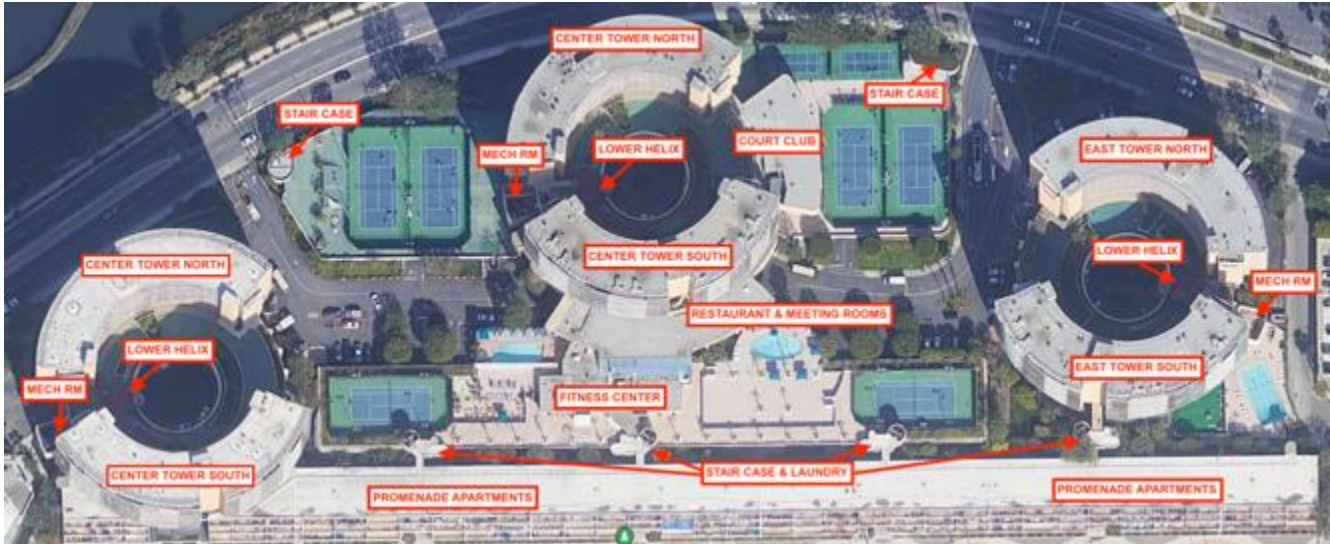 CENTER TOWER NORTH
STAIR CASE
STAIR CASE
MECH RM
LOWER HELIX
COURT CLUB
EAST TOWER NORTH
CENTER TOWER NORTH
CENTER TOWER SOUTH
LOWER HELIX
MECH RM
RESTAURANT & MEETING ROOMS
LOWER HELIX
MECH RM
EAST TOWER SOUTH
FITNESS CENTER
CENTER TOWER SOUTH
STAIR CASE & LAUNDRY
PROMENADE APARTMENTS
PROMENADE APARTMENTS